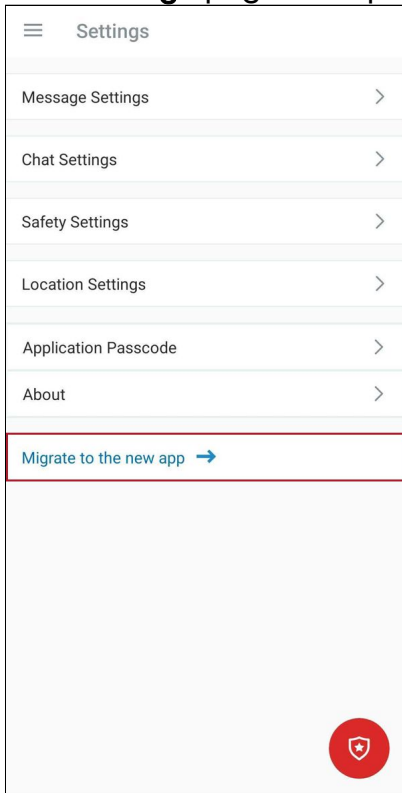 Settings
Message Settings
Chat Settings
Safety Settings
Location Settings
Application Passcode
About
Migrate to the new app